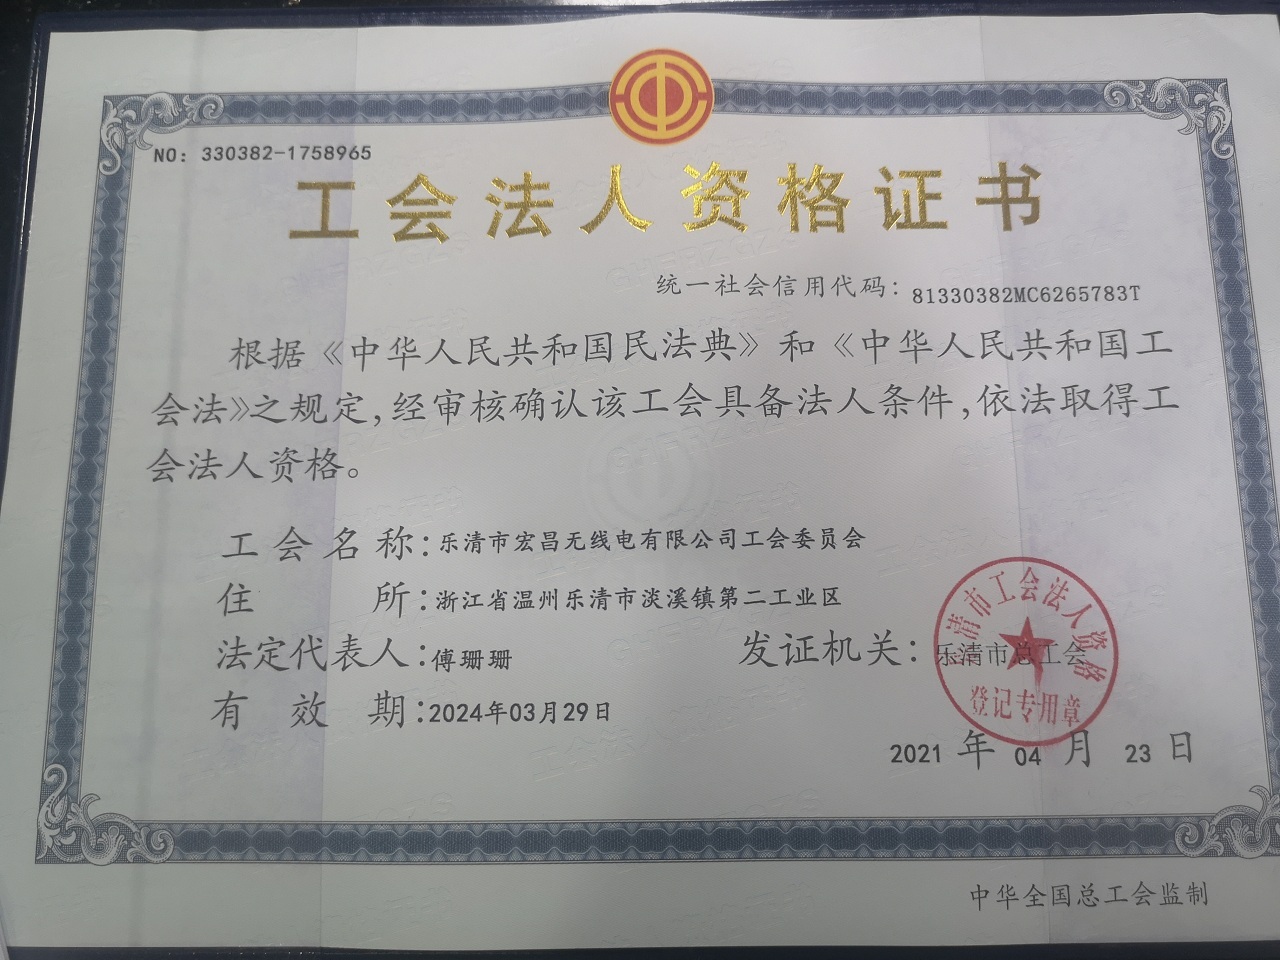 NO: 330382-1758965
工会法人资格证书
统一社会信用代码: 81330382MC6265783T
根据《中华人民共和国民法典》和《中华人民共和国工
会法》之规定,经审核确认该工会具备法人条件,依法取得工
会法人资格。
工会名称:乐清市宏昌无线电有限公司工会委员会
住所:浙江省温州乐清市淡溪镇第二工业区
法定代表人:傅珊珊
发证机关:乐清市总工会
有效期:2024年03月29日
乐清市工会法人资格
登记专用章
2021年04月23日
中华全国总工会监制